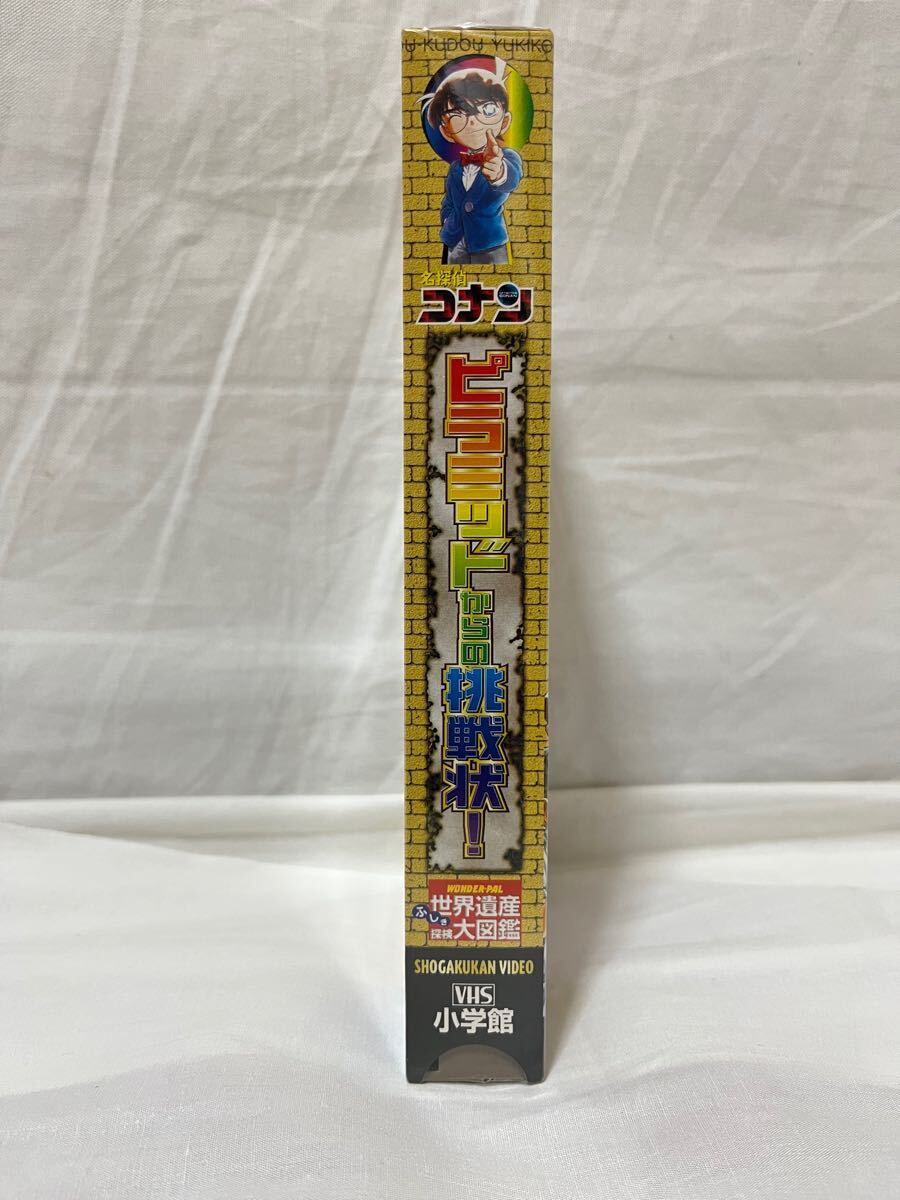 U KUDOU YUKIKO
名探偵
コナン
ピラミッドからの挑戦状!
WONDER·PAL
世界遺産
ふしぎ
探検 大図鑑
SHOGAKUKAN VIDEO
VHS
小学館